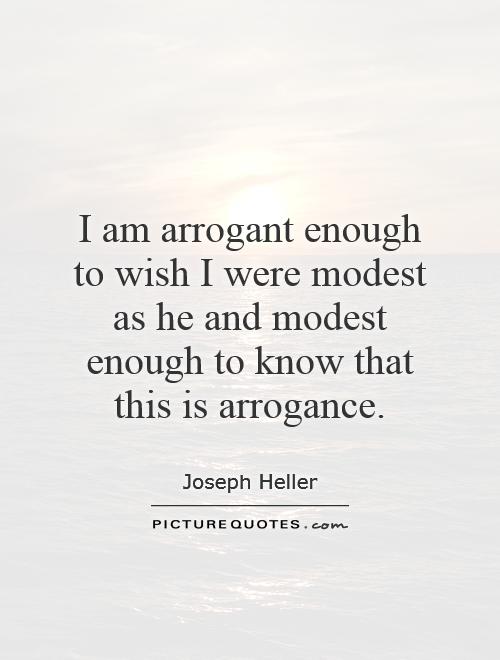 I am arrogant enough
to wish I were modest
as he and modest
enough to know that
this is arrogance.
Joseph Heller
PICTUREQUOTES.com